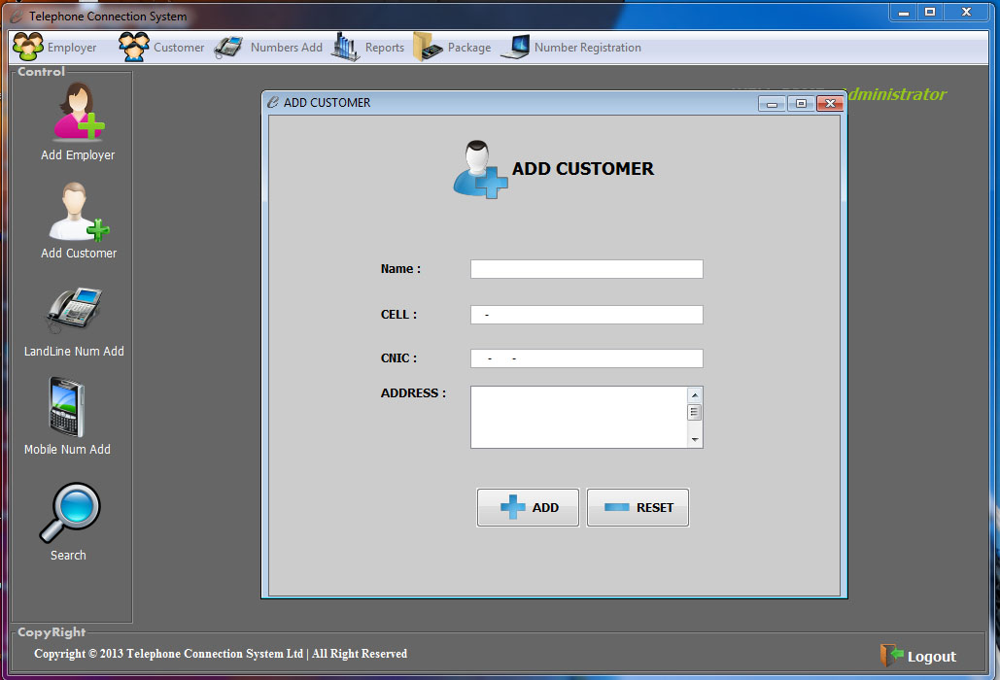 Telephone Connection System
Employer Customer Numbers Add Reports Package Number Registration
Control
Add Employer
Add Customer
LandLine Num Add
Mobile Num Add
Search
dministrator
ADD CUSTOMER
ADD CUSTOMER
Name :
CELL : -
CNIC : - -
ADDRESS :
ADD RESET
CopyRight
Copyright © 2013 Telephone Connection System Ltd | All Right Reserved
Logout